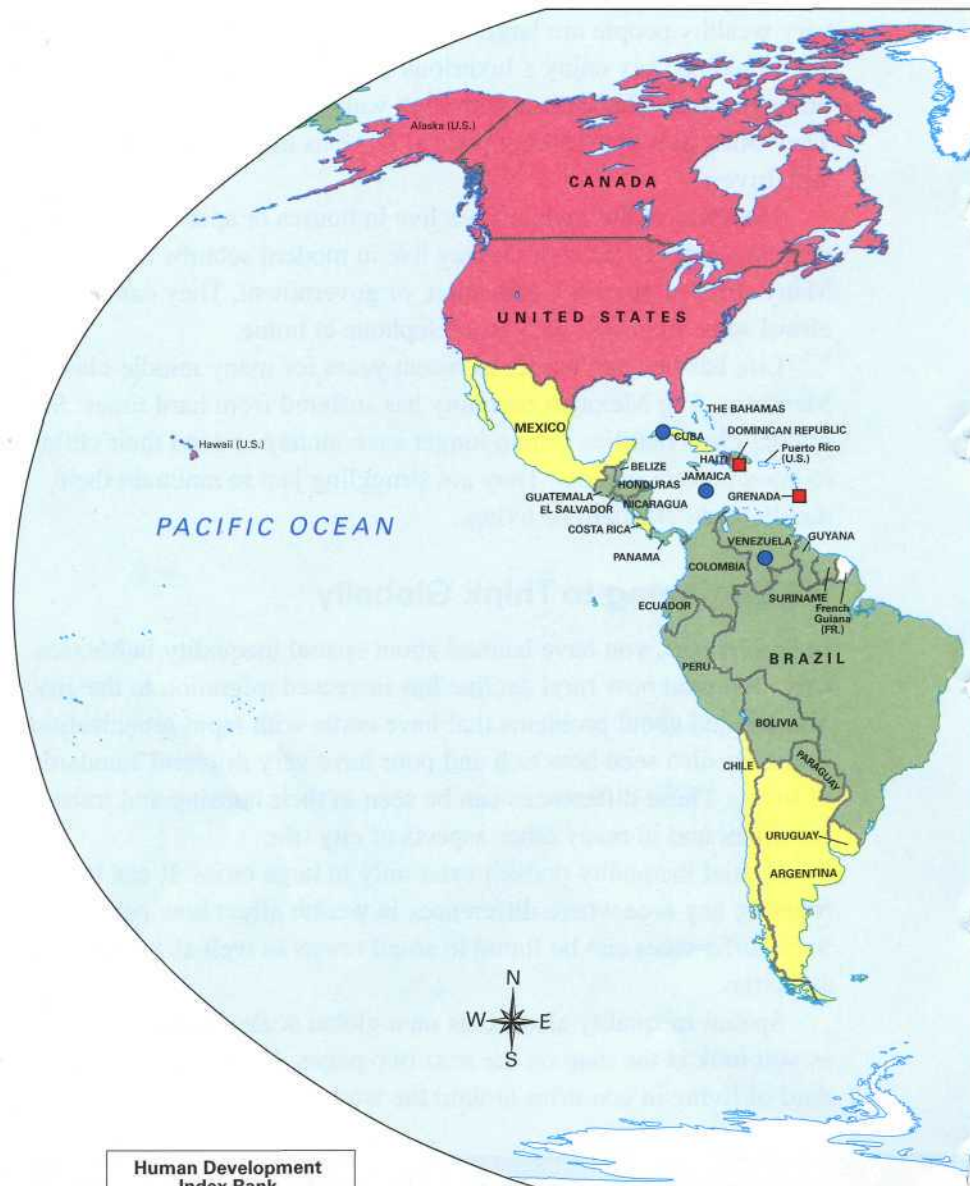 Alaska (U.S.)
CANADA
UNITED STATES
Hawaii (U.S.)
MEXICO
THE BAHAMAS
DOMINICAN REPUBLIC
CUBA
Puerto Rico
(U.S.)
HAITI
BELIZE
JAMAICA
HONDURAS
GUATEMALA
NICARAGUA
GRENADA
EL SALVADOR
COSTA RICA
PACIFIC OCEAN
PANAMA
VENEZUELA
GUYANA
COLOMBIA
SURINAME
ECUADOR
French
Guiana
(FR.)
PERU
BRAZIL
BOLIVIA
PARAGUAY
CHILE
URUGUAY
ARGENTINA
N
W
E
S
Human Development
Index Rank